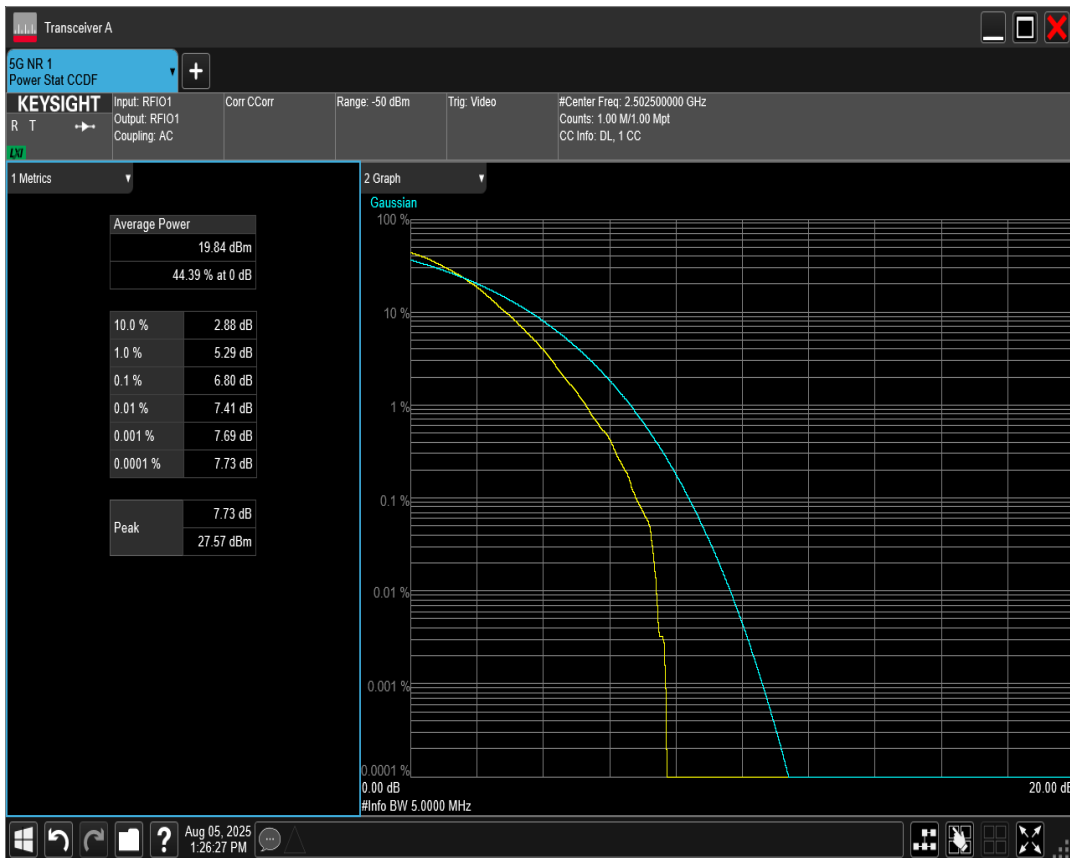 Transceiver A
5G NR 1
Power Stat CCDF
+
KEYSIGHT
R T
LXI
Input: RFIO1
Output: RFIO1
Coupling: AC
Corr CCorr
Range: -50 dBm
Trig: Video
#Center Freq: 2.502500000 GHz
Counts: 1.00 M/1.00 Mpt
CC Info: DL, 1 CC
1 Metrics
Average Power
19.84 dBm
44.39 % at 0 dB
10.0 % 2.88 dB
1.0 % 5.29 dB
0.1 % 6.80 dB
0.01 % 7.41 dB
0.001 % 7.69 dB
0.0001 % 7.73 dB
Peak
7.73 dB
27.57 dBm
2 Graph
Gaussian
100 %
10 %
1 %
0.1 %
0.01 %
0.001 %
0.0001 %
0.00 dB
20.00 dB
#Info BW 5.0000 MHz
?
Aug 05, 2025
1:26:27 PM